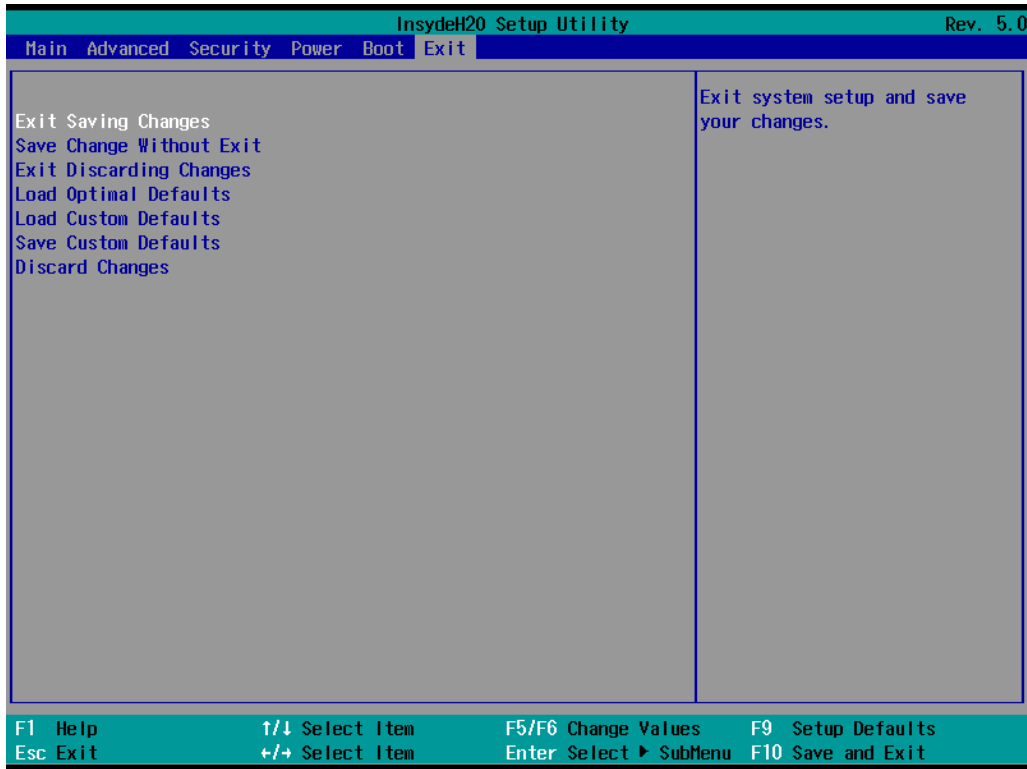 InsydeH2O Setup Utility Rev. 5.0
Main Advanced Security Power Boot Exit
Exit Saving Changes
Save Change Without Exit
Exit Discarding Changes
Load Optimal Defaults
Load Custom Defaults
Save Custom Defaults
Discard Changes
Exit system setup and save
your changes.
F1 Help ↑/↓ Select Item F5/F6 Change Values F9 Setup Defaults
Esc Exit ←/→ Select Item Enter Select ▶ SubMenu F10 Save and Exit